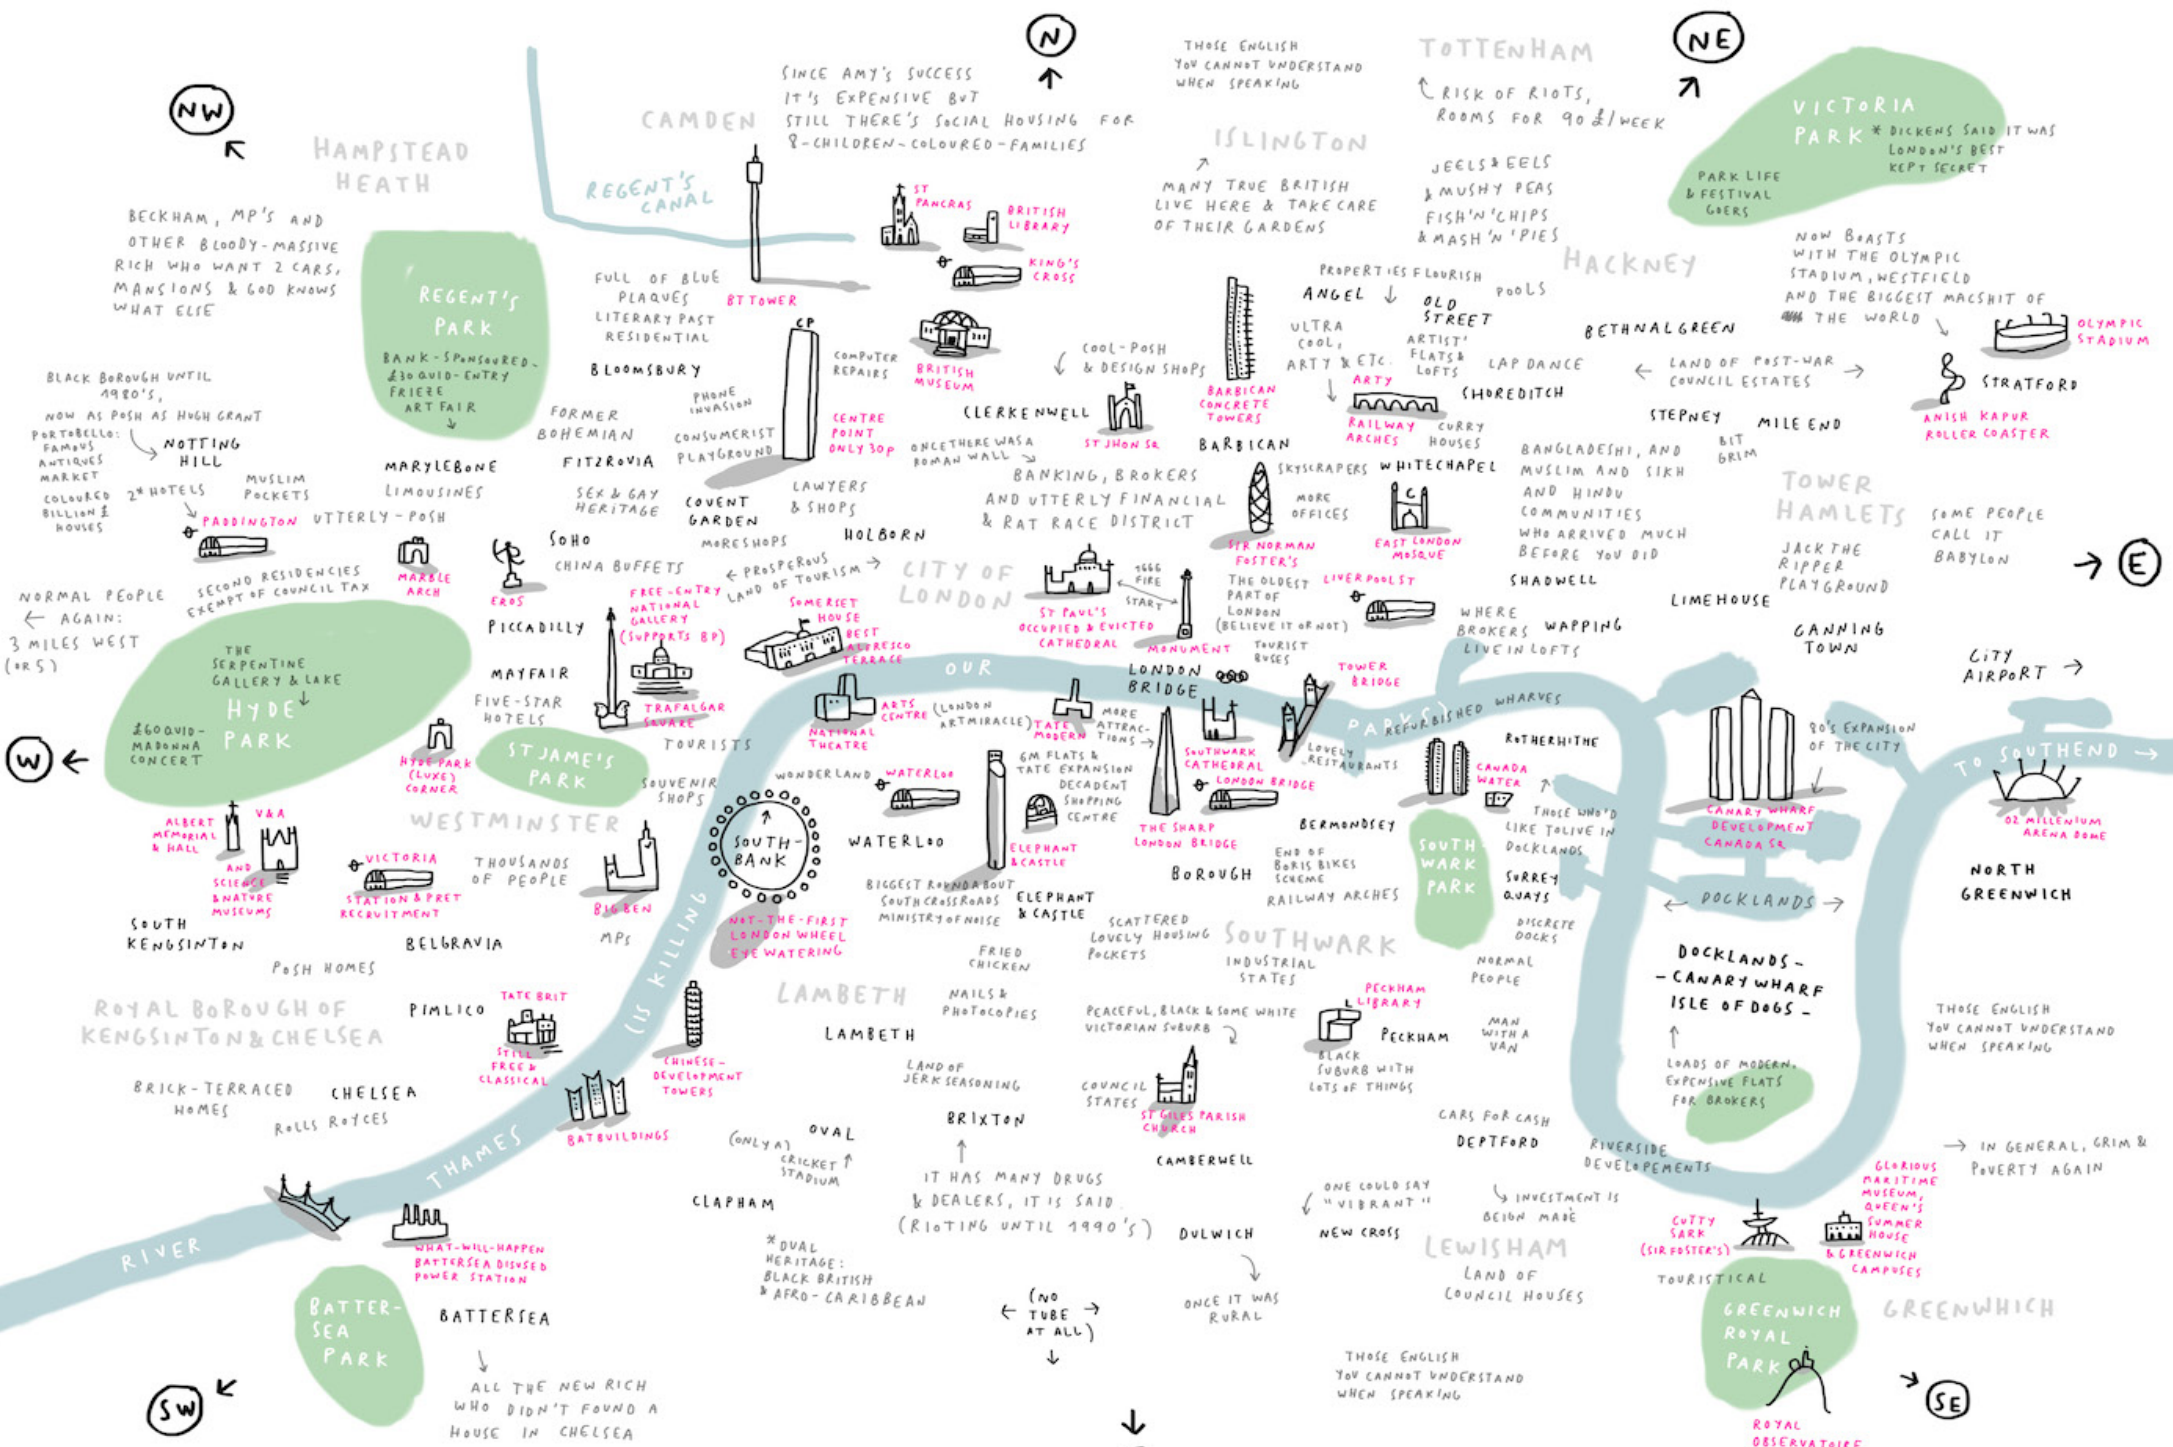 N
NE
NW
THOSE ENGLISH
YOU CANNOT UNDERSTAND
WHEN SPEAKING
TOTTENHAM
RISK OF RIOTS,
ROOMS FOR 90£/WEEK
VICTORIA
PARK
* DICKENS SAID IT WAS
LONDON'S BEST
KEPT SECRET
PARK LIFE
& FESTIVAL
GOERS
SINCE AMY'S SUCCESS
IT'S EXPENSIVE BUT
STILL THERE'S SOCIAL HOUSING FOR
8-CHILDREN-COLOURED-FAMILIES
CAMDEN
HAMPSTEAD
HEATH
REGENT'S
CANAL
ISLINGTON
MANY TRUE BRITISH
LIVE HERE & TAKE CARE
OF THEIR GARDENS
JEELS & EELS
& MUSHY PEAS
FISH'N'CHIPS
& MASH'N'PIES
HACKNEY
BECKHAM, MP'S AND
OTHER BLOODY-MASSIVE
RICH WHO WANT 2 CARS,
MANSIONS & GOD KNOWS
WHAT ELSE
ST
PANCRAS
BRITISH
LIBRARY
KING'S
CROSS
NOW BOASTS
WITH THE OLYMPIC
STADIUM, WESTFIELD
AND THE BIGGEST MACSHIT OF
THE WORLD
OLYMPIC
STADIUM
REGENT'S
PARK
BANK-SPONSOURED-
£30QUID-ENTRY
FRIEZE
ART FAIR
FULL OF BLUE
PLAQUES
LITERARY PAST
RESIDENTIAL
BT TOWER
BLOOMSBURY
CP
COMPUTER
REPAIRS
BRITISH
MUSEUM
PROPERTIES FLOURISH
ANGEL
OLD
STREET
POOLS
ULTRA
COOL,
ARTY & ETC.
ARTIST'
FLATS &
LOFTS
LAP DANCE
BETHNALGREEN
LAND OF POST-WAR
COUNCIL ESTATES
STRATFORD
ANISH KAPUR
ROLLER COASTER
COOL-POSH
& DESIGN SHOPS
CLERKENWELL
ST JHON SQ
BARBICAN
CONCRETE
TOWERS
BARBICAN
ARTY
RAILWAY
ARCHES
SHOREDITCH
CURRY
HOUSES
STEPNEY
MILE END
BIT
GRIM
BLACK BOROUGH UNTIL
1980'S,
NOW AS POSH AS HUGH GRANT
PORTOBELLO:
FAMOUS
ANTIQUES
MARKET
COLOURED
BILLION £
HOUSES
NOTTING
HILL
2* HOTELS
MUSLIM
POCKETS
PADDINGTON
MARYLEBONE
LIMOUSINES
UTTERLY-POSH
FORMER
BOHEMIAN
FITZROVIA
PHONE
INVASION
CONSUMERIST
PLAYGROUND
CENTRE
POINT
ONLY 30P
ONCE THERE WAS A
ROMAN WALL
BANKING, BROKERS
AND UTTERLY FINANCIAL
& RAT RACE DISTRICT
SKYSCRAPERS
WHITECHAPEL
MORE
OFFICES
SIR NORMAN
FOSTER'S
EAST LONDON
MOSQUE
BANGLADESHI, AND
MUSLIM AND SIKH
AND HINDU
COMMUNITIES
WHO ARRIVED MUCH
BEFORE YOU DID
TOWER
HAMLETS
JACK THE
RIPPER
PLAYGROUND
SOME PEOPLE
CALL IT
BABYLON
E
SEX & GAY
HERITAGE
SOHO
CHINA BUFFETS
COVENT
GARDEN
MORESHOPS
LAWYERS
& SHOPS
HOLBORN
PROSPEROUS
LAND OF TOURISM
CITY OF
LONDON
1666
FIRE
START
ST PAUL'S
OCCUPIED & EVICTED
CATHEDRAL
MONUMENT
THE OLDEST
PART OF
LONDON
(BELIEVE IT OR NOT)
TOURIST
BUSES
LIVERPOOL ST
SHADWELL
WHERE
BROKERS
LIVE IN LOFTS
WAPPING
LIMEHOUSE
CANNING
TOWN
CITY
AIRPORT
NORMAL PEOPLE
AGAIN:
3 MILES WEST
(OR 5)
SECOND RESIDENCIES
EXEMPT OF COUNCIL TAX
MARBLE
ARCH
EROS
PICCADILLY
MAYFAIR
FIVE-STAR
HOTELS
FREE-ENTRY
NATIONAL
GALLERY
(SUPPORTS BP)
TRAFALGAR
SQUARE
TOURISTS
SOMERSET
HOUSE
BEST
ALFRESCO
TERRACE
THE
SERPENTINE
GALLERY & LAKE
HYDE
PARK
£60QUID-
MADONNA
CONCERT
W
HYDE PARK
(LUXE)
CORNER
ST JAME'S
PARK
SOUVENIR
SHOPS
RIVER THAMES (IS KILLING OUR PARKS)
TO SOUTHEND
NATIONAL
THEATRE
ARTS
CENTRE
(LONDON
ARTMIRACLE)
TATE
MODERN
LONDON
BRIDGE
MORE
ATTRAC-
TIONS
SOUTHWARK
CATHEDRAL
TOWER
BRIDGE
LOVELY
RESTAURANTS
REFURBISHED WHARVES
ROTHERHITHE
CANADA
WATER
80'S EXPANSION
OF THE CITY
CANARY WHARF
DEVELOPMENT
CANADA SQ.
O2 MILLENIUM
ARENA DOME
NORTH
GREENWICH
WONDERLAND
WATERLOO
WATERLOO
6M FLATS &
TATE EXPANSION
DECADENT
SHOPPING
CENTRE
ELEPHANT
& CASTLE
THE SHARP
LONDON BRIDGE
LONDON BRIDGE
BERMONDSEY
BOROUGH
END OF
BORIS BIKES
SCHEME
RAILWAY ARCHES
SOUTH
WARK
PARK
THOSE WHO'D
LIKE TO LIVE IN
DOCKLANDS
SURREY
QUAYS
DISCRETE
DOCKS
DOCKLANDS
ALBERT
MEMORIAL
& HALL
V&A
AND
SCIENCE
& NATURE
MUSEUMS
SOUTH
KENGSINTON
VICTORIA
STATION & PRET
RECRUITMENT
WESTMINSTER
THOUSANDS
OF PEOPLE
BIG BEN
MPs
SOUTH-
BANK
NOT-THE-FIRST
LONDON WHEEL
EYE WATERING
BELGRAVIA
POSH HOMES
BIGGEST ROUNDABOUT
SOUTH CROSSROADS
MINISTRY OF NOISE
ELEPHANT
& CASTLE
FRIED
CHICKEN
SCATTERED
LOVELY HOUSING
POCKETS
SOUTHWARK
INDUSTRIAL
STATES
NORMAL
PEOPLE
DOCKLANDS-
-CANARY WHARF
ISLE OF DOGS-
LOADS OF MODERN,
EXPENSIVE FLATS
FOR BROKERS
THOSE ENGLISH
YOU CANNOT UNDERSTAND
WHEN SPEAKING
ROYAL BOROUGH OF
KENGSINTON & CHELSEA
PIMLICO
TATE BRIT
STILL
FREE &
CLASSICAL
CHINESE-
DEVELOPMENT
TOWERS
LAMBETH
LAMBETH
NAILS &
PHOTOCOPIES
PEACEFUL, BLACK & SOME WHITE
VICTORIAN SUBURB
PECKHAM
LIBRARY
PECKHAM
BLACK
SUBURB WITH
LOTS OF THINGS
MAN
WITH A
VAN
BRICK-TERRACED
HOMES
CHELSEA
ROLLS ROYCES
BATBUILDINGS
LAND OF
JERK SEASONING
BRIXTON
COUNCIL
STATES
ST GILES PARISH
CHURCH
CAMBERWELL
CARS FOR CASH
DEPTFORD
RIVERSIDE
DEVELOPEMENTS
IN GENERAL, GRIM &
POVERTY AGAIN
OVAL
(ONLY A)
CRICKET
STADIUM
CLAPHAM
IT HAS MANY DRUGS
& DEALERS, IT IS SAID.
(RIOTING UNTIL 1990'S)
DULWICH
ONE COULD SAY
"VIBRANT"
NEW CROSS
INVESTMENT IS
BEIGN MADE
LEWISHAM
LAND OF
COUNCIL HOUSES
CUTTY
SARK
(SIR FOSTER'S)
GLORIOUS
MARITIME
MUSEUM,
QUEEN'S
SUMMER
HOUSE
& GREENWICH
CAMPUSES
TOURISTICAL
GREENWICH
ROYAL
PARK
GREENWHICH
WHAT-WILL-HAPPEN
BATTERSEA DISUSED
POWER STATION
BATTER-
SEA
PARK
BATTERSEA
*OVAL
HERITAGE:
BLACK BRITISH
& AFRO-CARIBBEAN
(NO
TUBE
AT ALL)
ONCE IT WAS
RURAL
THOSE ENGLISH
YOU CANNOT UNDERSTAND
WHEN SPEAKING
SW
ALL THE NEW RICH
WHO DIDN'T FOUND A
HOUSE IN CHELSEA
SE
ROYAL
OBSERVATOIRE